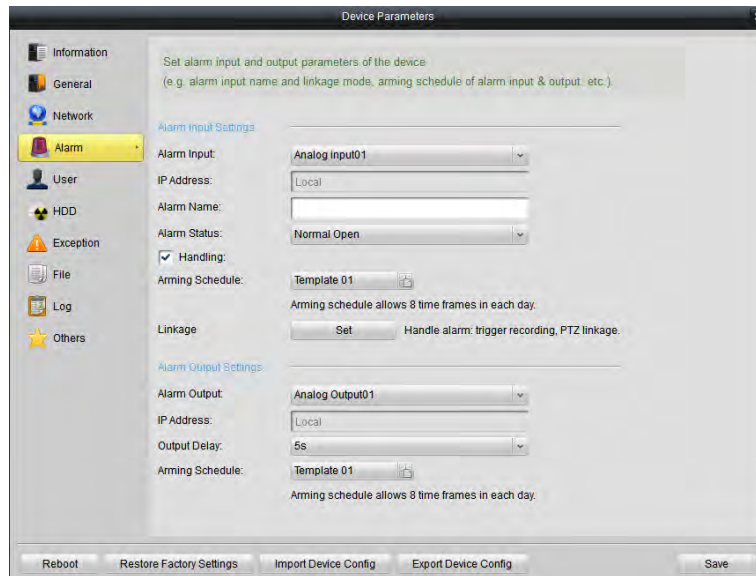 Device Parameters
Information
General
Network
Alarm
User
HDD
Exception
File
Log
Others
Set alarm input and output parameters of the device
(e.g. alarm input name and linkage mode, arming schedule of alarm input & output. etc.).
Alarm Input Settings
Alarm Input: Analog input01
IP Address: Local
Alarm Name:
Alarm Status: Normal Open
Handling:
Arming Schedule: Template 01
Arming schedule allows 8 time frames in each day.
Linkage Set Handle alarm: trigger recording, PTZ linkage.
Alarm Output Settings
Alarm Output: Analog Output01
IP Address: Local
Output Delay: 5s
Arming Schedule: Template 01
Arming schedule allows 8 time frames in each day.
Reboot Restore Factory Settings Import Device Config Export Device Config Save